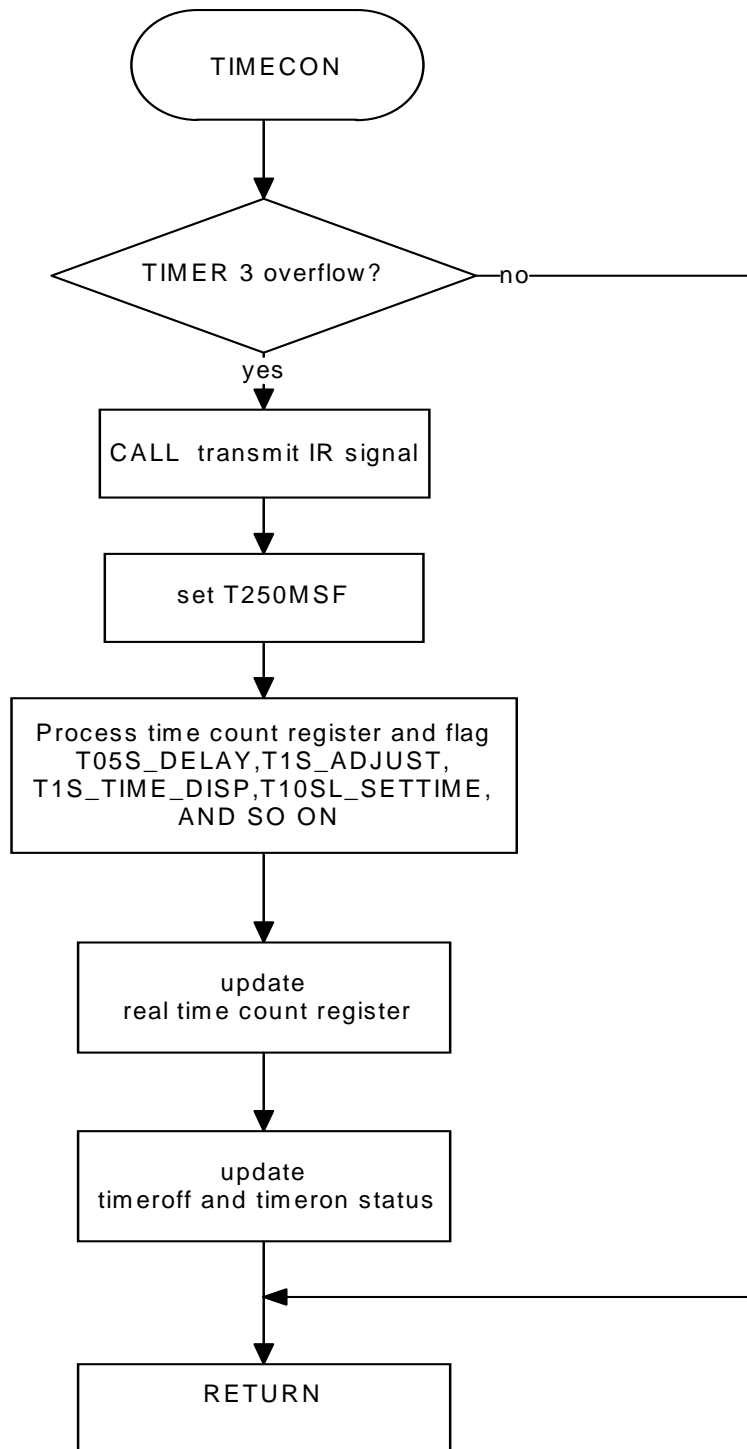 TIMECON
TIMER 3 overflow?
no
yes
CALL transmit IR signal
set T250MSF
Process time count register and flag
T05S_DELAY,T1S_ADJUST,
T1S_TIME_DISP,T10SL_SETTIME,
AND SO ON
update
real time count register
update
timeroff and timeron status
RETURN